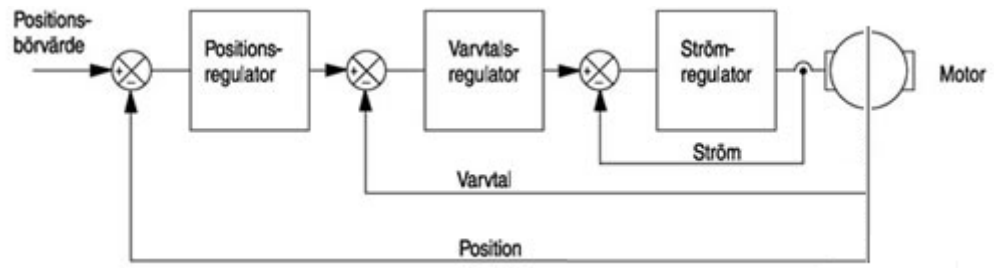 Positions-
börvärde
Positions-
regulator
Varvtals-
regulator
Ström-
regulator
Motor
Ström
Varvtal
Position